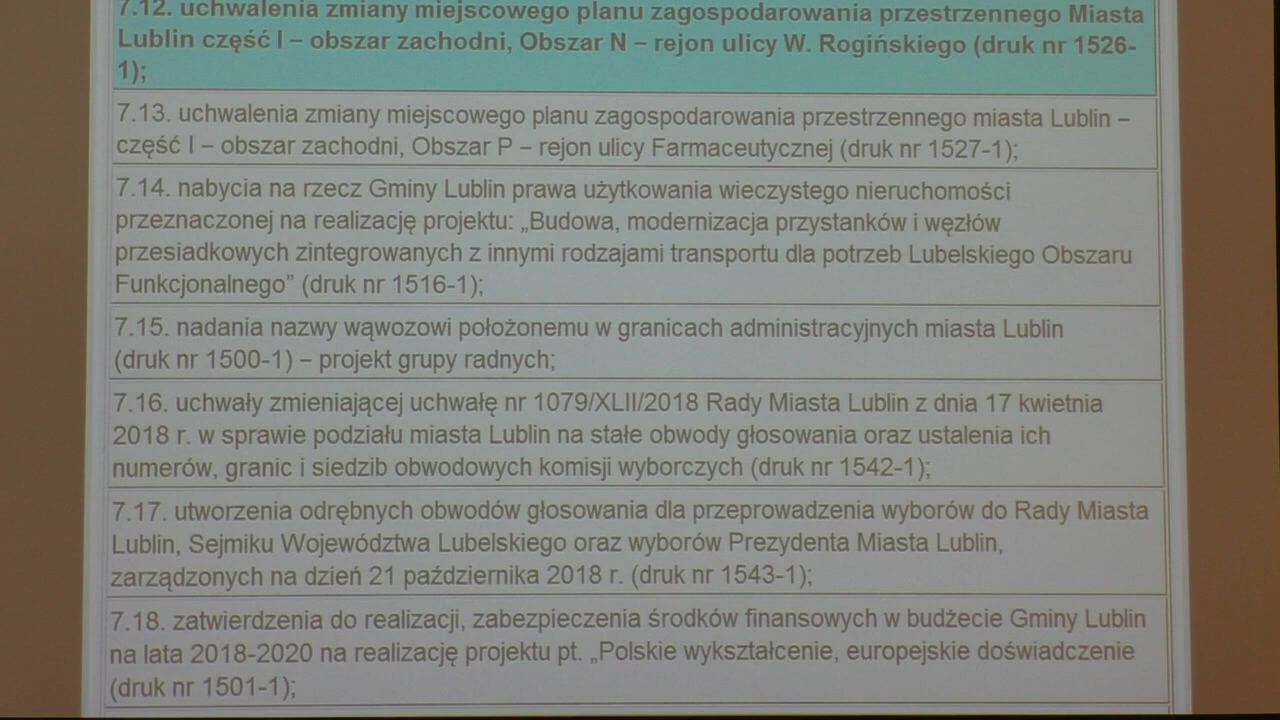 7.12. uchwalenia zmiany miejscowego planu zagospodarowania przestrzennego Miasta
Lublin część I – obszar zachodni, Obszar N – rejon ulicy W. Rogińskiego (druk nr 1526-
1);
7.13. uchwalenia zmiany miejscowego planu zagospodarowania przestrzennego miasta Lublin –
część I – obszar zachodni, Obszar P – rejon ulicy Farmaceutycznej (druk nr 1527-1);
7.14. nabycia na rzecz Gminy Lublin prawa użytkowania wieczystego nieruchomości
przeznaczonej na realizację projektu: „Budowa, modernizacja przystanków i węzłów
przesiadkowych zintegrowanych z innymi rodzajami transportu dla potrzeb Lubelskiego Obszaru
Funkcjonalnego” (druk nr 1516-1);
7.15. nadania nazwy wąwozowi położonemu w granicach administracyjnych miasta Lublin
(druk nr 1500-1) – projekt grupy radnych;
7.16. uchwały zmieniającej uchwałę nr 1079/XLII/2018 Rady Miasta Lublin z dnia 17 kwietnia
2018 r. w sprawie podziału miasta Lublin na stałe obwody głosowania oraz ustalenia ich
numerów, granic i siedzib obwodowych komisji wyborczych (druk nr 1542-1);
7.17. utworzenia odrębnych obwodów głosowania dla przeprowadzenia wyborów do Rady Miasta
Lublin, Sejmiku Województwa Lubelskiego oraz wyborów Prezydenta Miasta Lublin,
zarządzonych na dzień 21 października 2018 r. (druk nr 1543-1);
7.18. zatwierdzenia do realizacji, zabezpieczenia środków finansowych w budżecie Gminy Lublin
na lata 2018-2020 na realizację projektu pt. „Polskie wykształcenie, europejskie doświadczenie
(druk nr 1501-1);